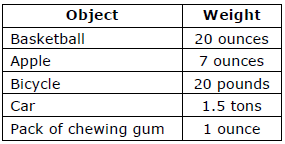 Object Weight
Basketball 20 ounces
Apple 7 ounces
Bicycle 20 pounds
Car 1.5 tons
Pack of chewing gum 1 ounce